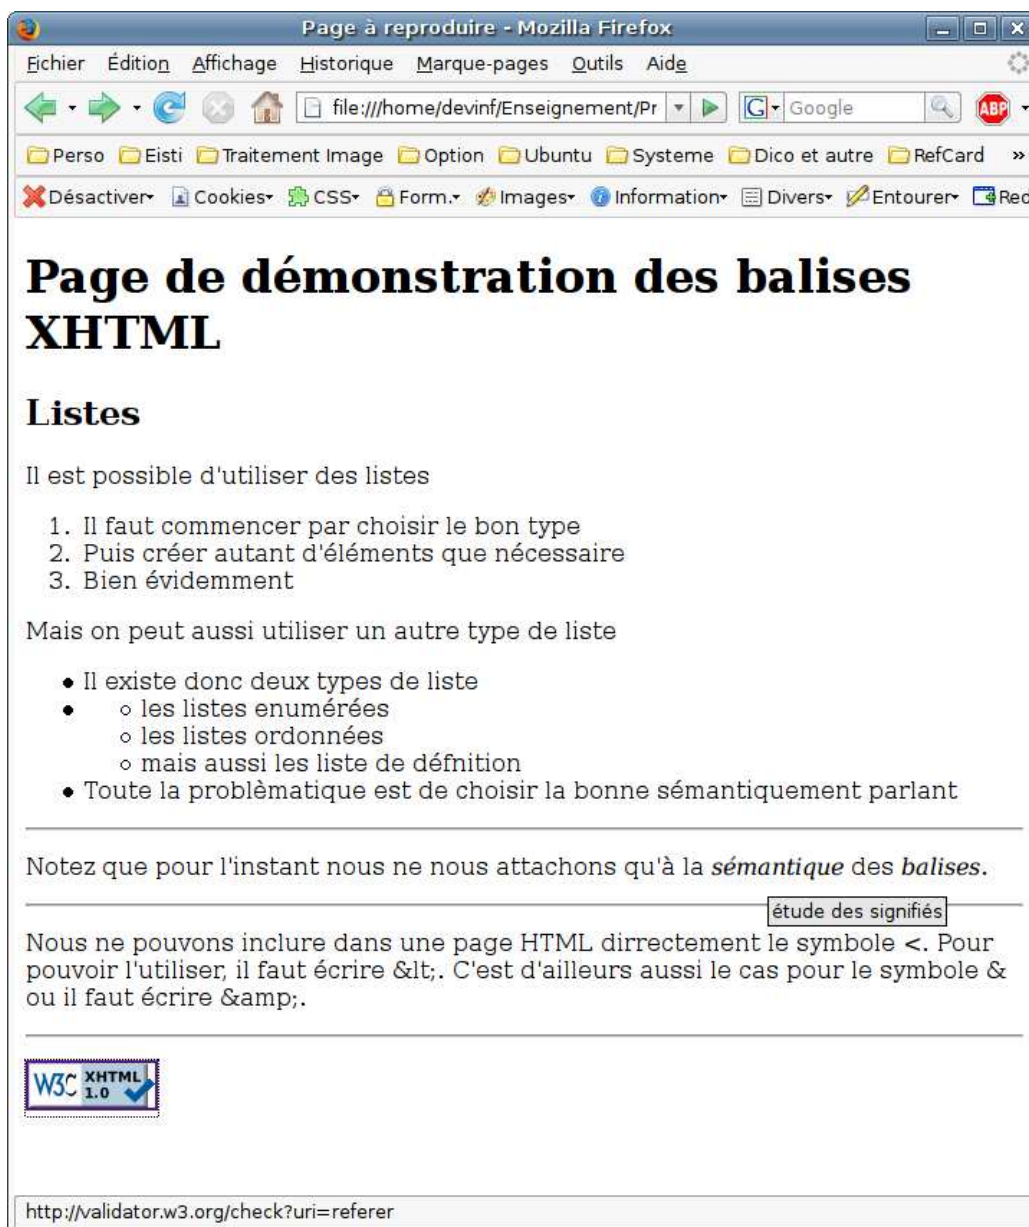 Page à reproduire - Mozilla Firefox
Fichier Édition Affichage Historique Marque-pages Outils Aide
file:///home/devinf/Enseignement/Pr G Google ABP
Perso Eisti Traitement Image Option Ubuntu Systeme Dico et autre RefCard »
Désactiver Cookies CSS Form. Images Information Divers Entourer Red
Page de démonstration des balises
XHTML
Listes
Il est possible d'utiliser des listes
1. Il faut commencer par choisir le bon type
2. Puis créer autant d'éléments que nécessaire
3. Bien évidemment
Mais on peut aussi utiliser un autre type de liste
• Il existe donc deux types de liste
• ◦ les listes enumérées
◦ les listes ordonnées
◦ mais aussi les liste de défnition
• Toute la problèmatique est de choisir la bonne sémantiquement parlant
Notez que pour l'instant nous ne nous attachons qu'à la sémantique des balises.
étude des signifiés
Nous ne pouvons inclure dans une page HTML dirrectement le symbole <. Pour
pouvoir l'utiliser, il faut écrire &lt;. C'est d'ailleurs aussi le cas pour le symbole &
ou il faut écrire &amp;.
W3C XHTML
1.0
http://validator.w3.org/check?uri=referer